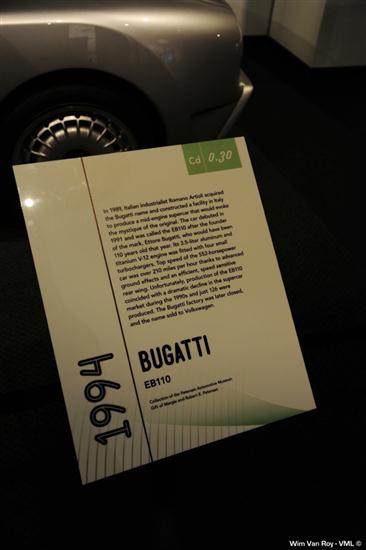 Cd 0.30
In 1989, Italian industrialist Romano Artioli acquired
the Bugatti name and constructed a facility in Italy
to produce a mid-engine supercar that would evoke
the mystique of the original. The car debuted in
1991 and was called the EB110 after the founder
of the mark, Ettore Bugatti, who would have been
110 years old that year. Its 3.5-liter aluminum and
titanium V-12 engine was fitted with four small
turbochargers. Top speed of the 552-horsepower
car was over 210 miles per hour thanks to advanced
ground effects and an efficient, speed sensitive
rear wing. Unfortunately, production of the EB110
coincided with a dramatic decline in the supercar
market during the 1990s and just 126 were
produced. The Bugatti factory was later closed,
and the name sold to Volkswagen.
1994
BUGATTI
EB110
Collection of the Petersen Automotive Museum
Gift of Margie and Robert E. Petersen
Wim Van Roy - VML ©